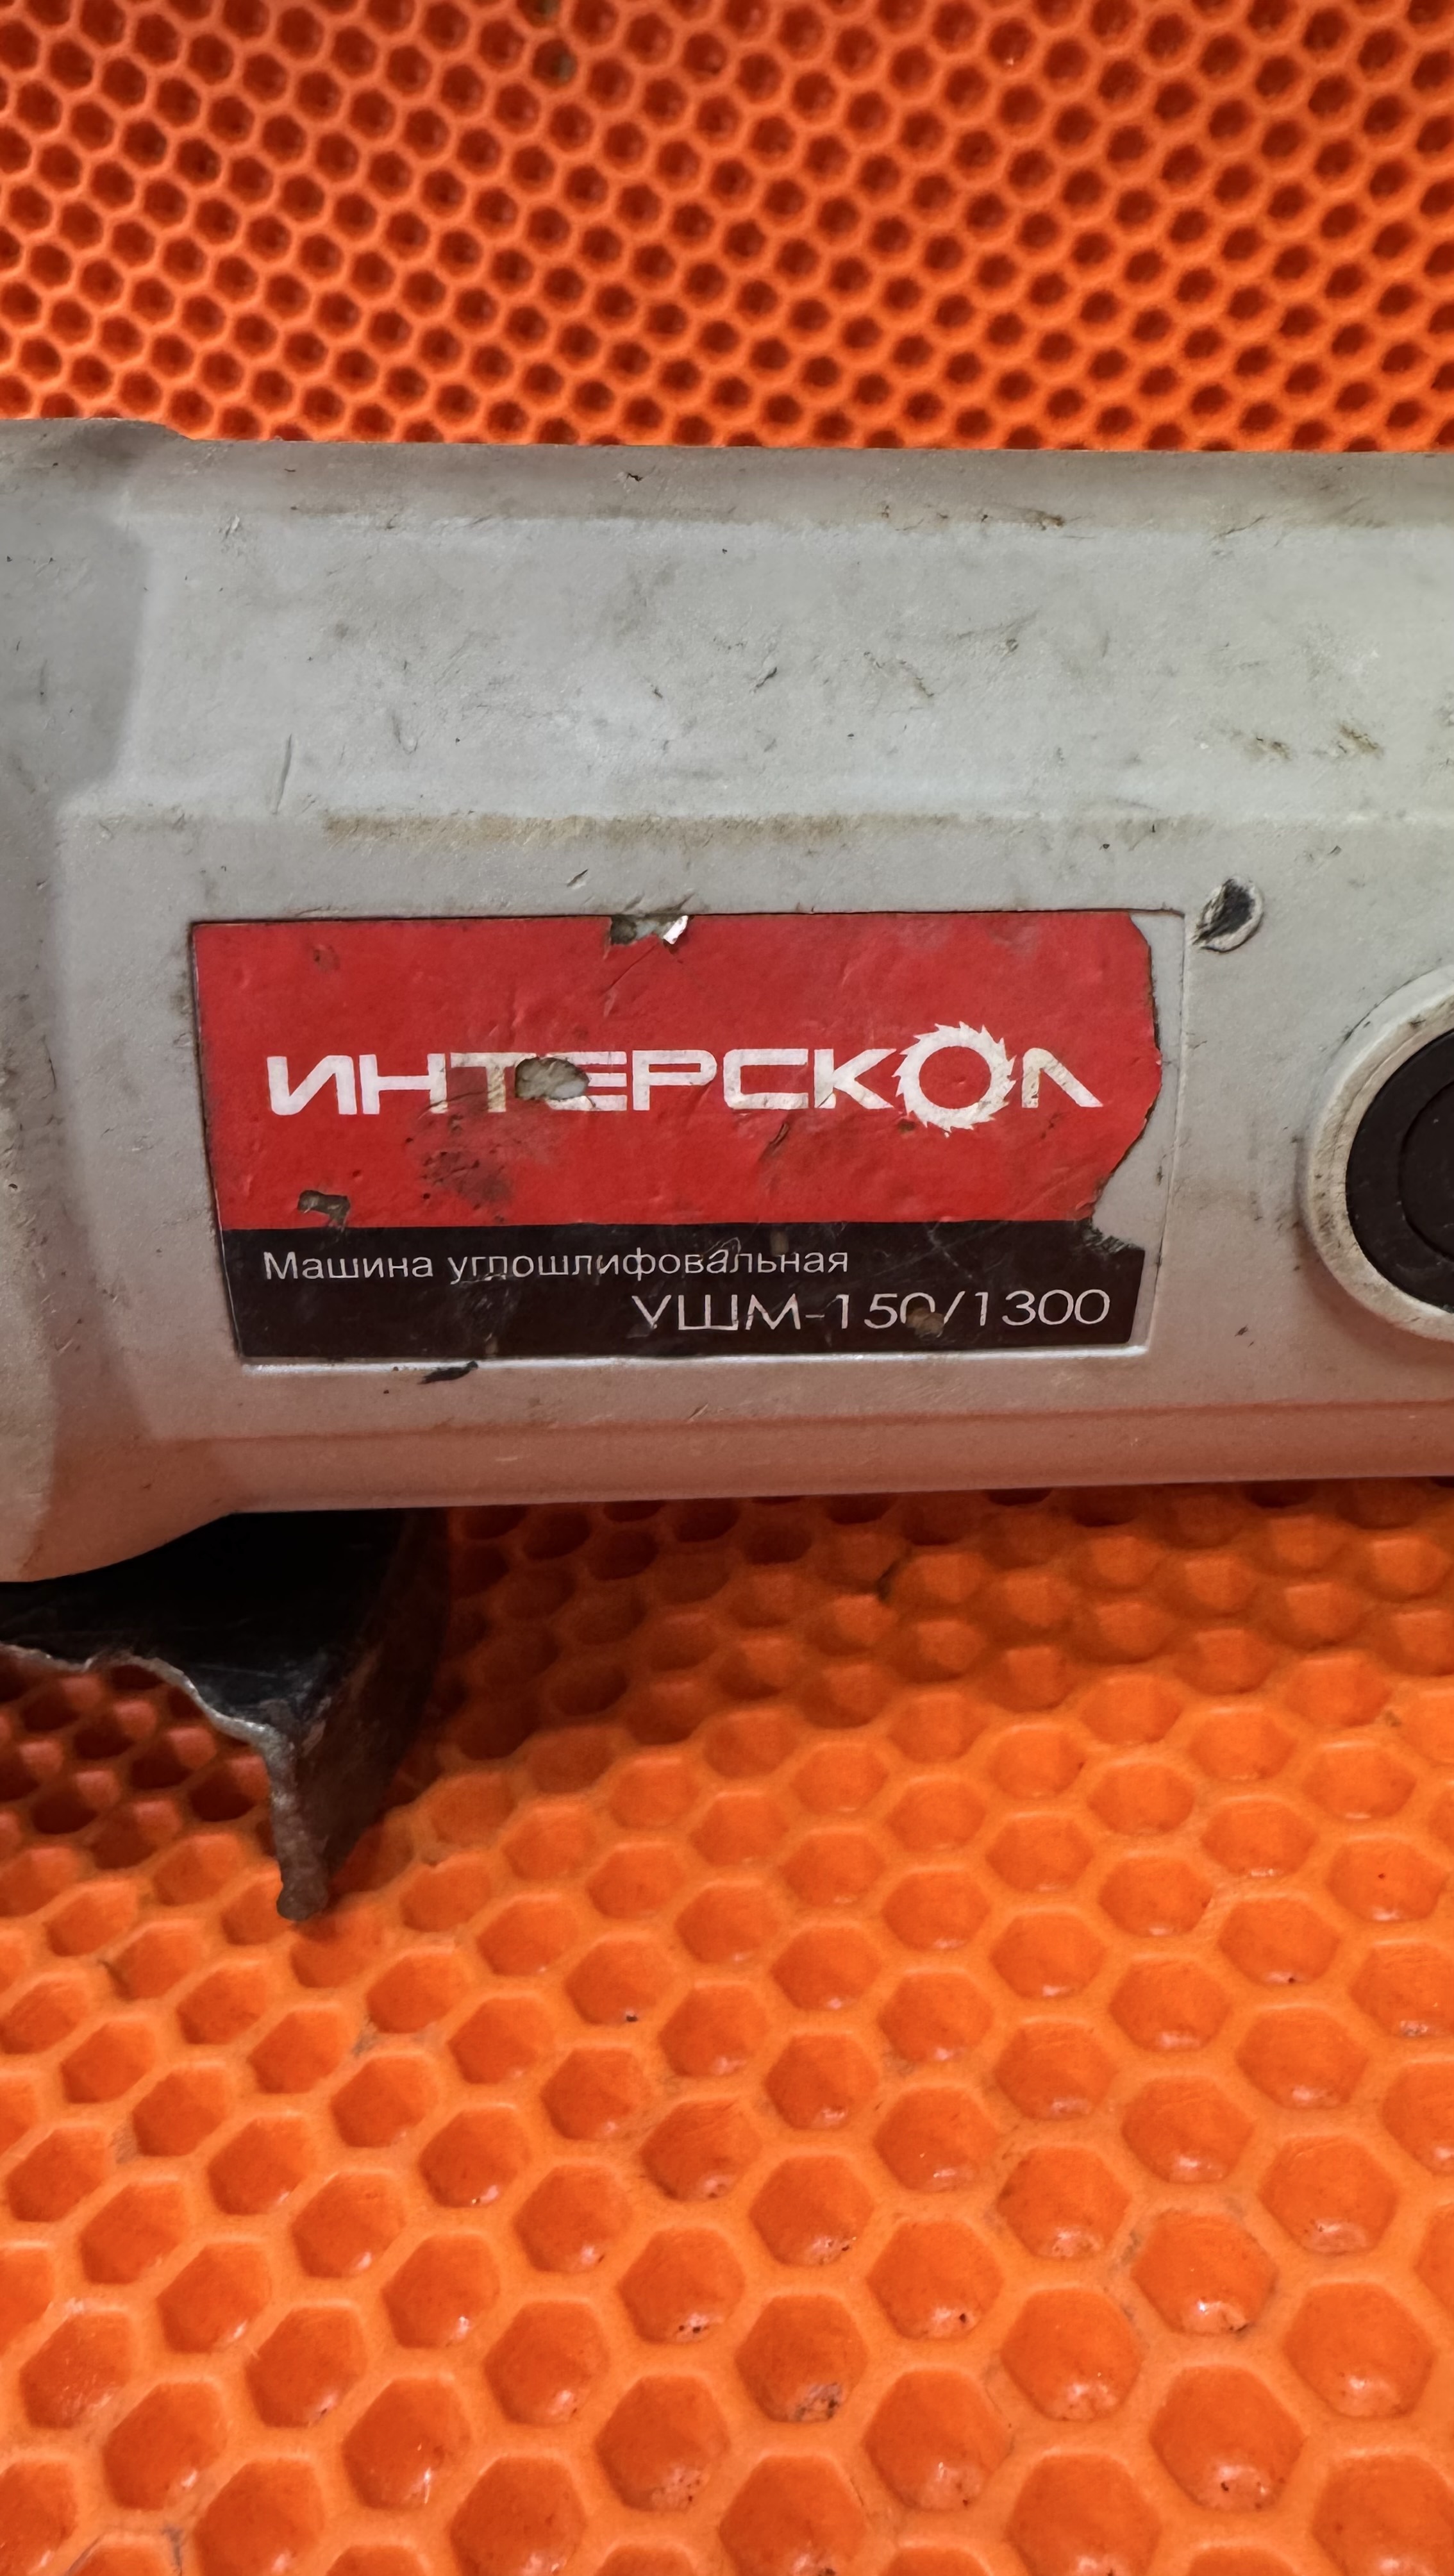 ИНТЕРСКОЛ
Машина углошлифовальная
УШМ-150/1300